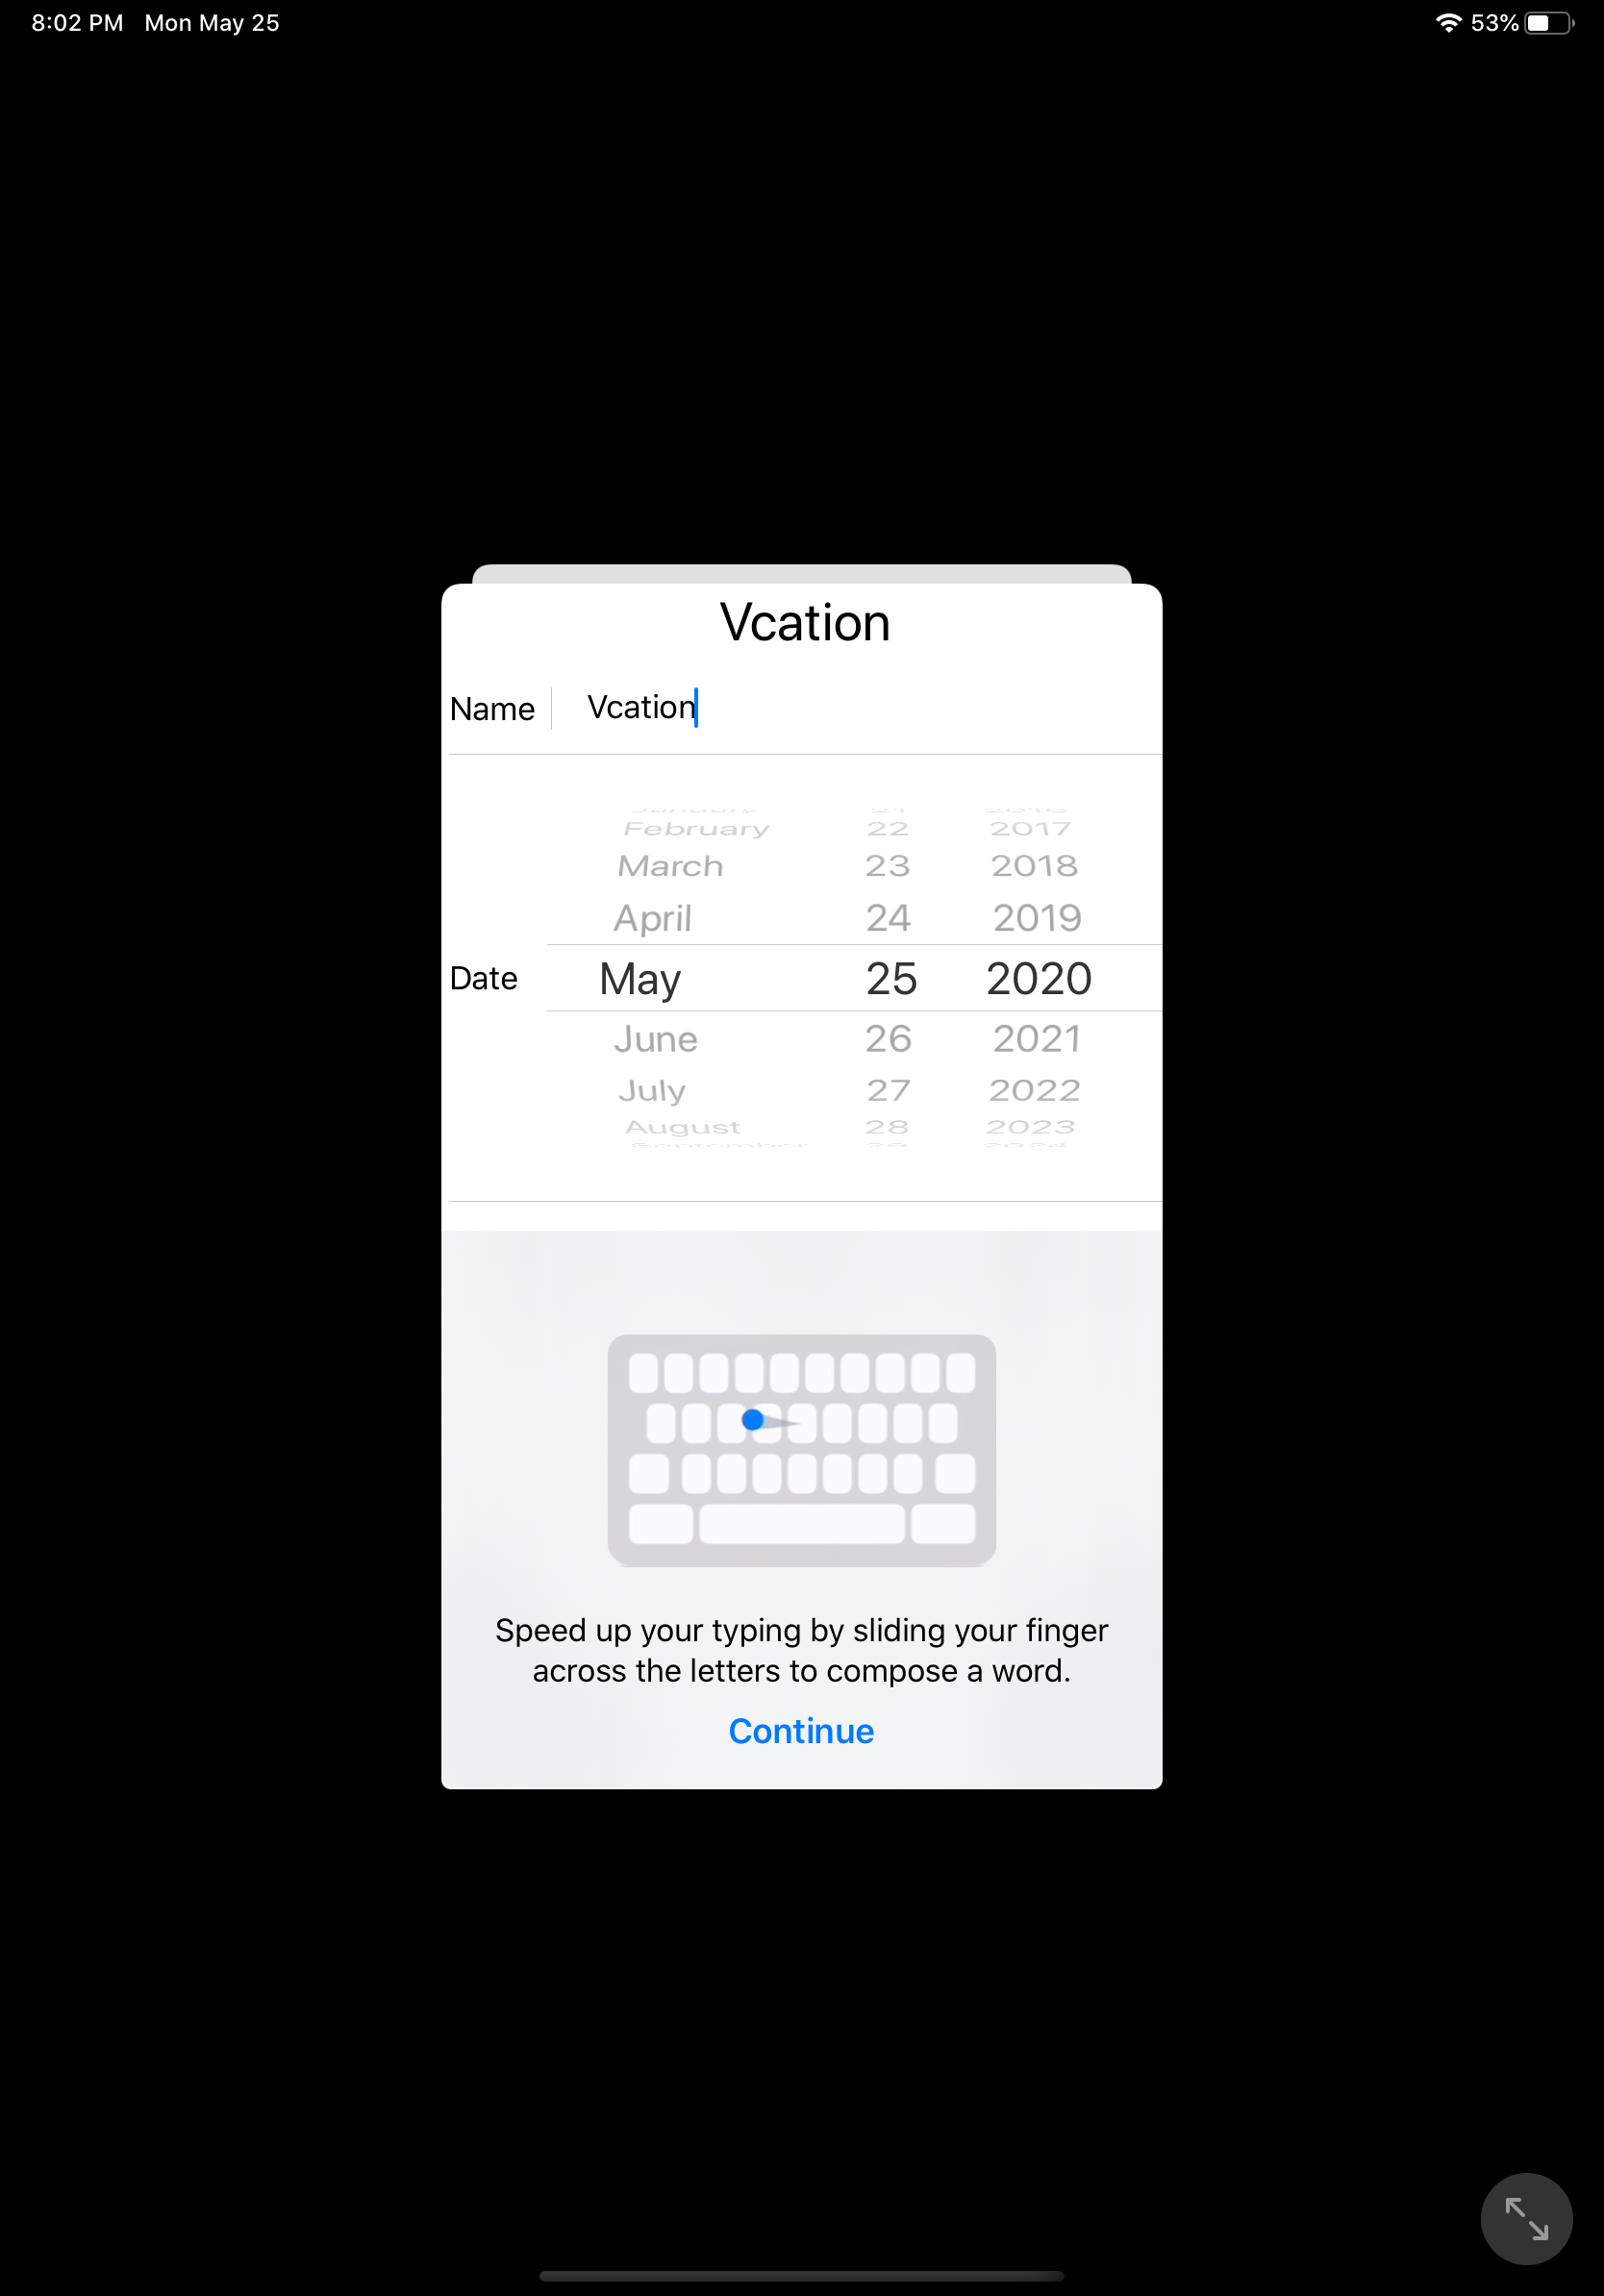 8:02 PM Mon May 25 53%
Vcation
Name Vcation
February 22 2017
March 23 2018
April 24 2019
Date May 25 2020
June 26 2021
July 27 2022
August 28 2023
September 2024
Speed up your typing by sliding your finger
across the letters to compose a word.
Continue